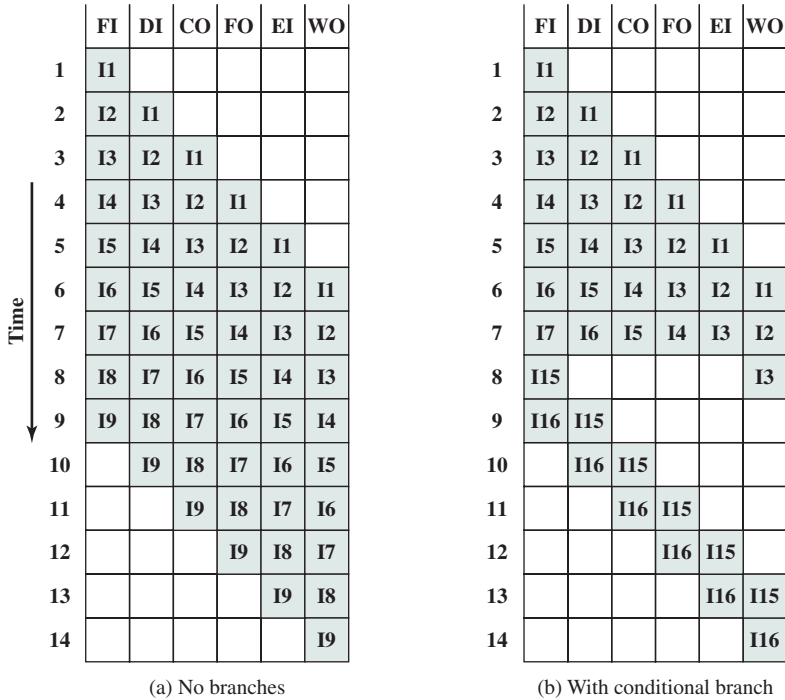 FI DI CO FO EI WO FI DI CO FO EI WO
1 I1 1 I1
2 I2 I1 2 I2 I1
3 I3 I2 I1 3 I3 I2 I1
4 I4 I3 I2 I1 4 I4 I3 I2 I1
5 I5 I4 I3 I2 I1 5 I5 I4 I3 I2 I1
6 I6 I5 I4 I3 I2 I1 6 I6 I5 I4 I3 I2 I1
Time
7 I7 I6 I5 I4 I3 I2 7 I7 I6 I5 I4 I3 I2
8 I8 I7 I6 I5 I4 I3 8 I15 I3
9 I9 I8 I7 I6 I5 I4 9 I16 I15
10 I9 I8 I7 I6 I5 10 I16 I15
11 I9 I8 I7 I6 11 I16 I15
12 I9 I8 I7 12 I16 I15
13 I9 I8 13 I16 I15
14 I9 14 I16
(a) No branches (b) With conditional branch